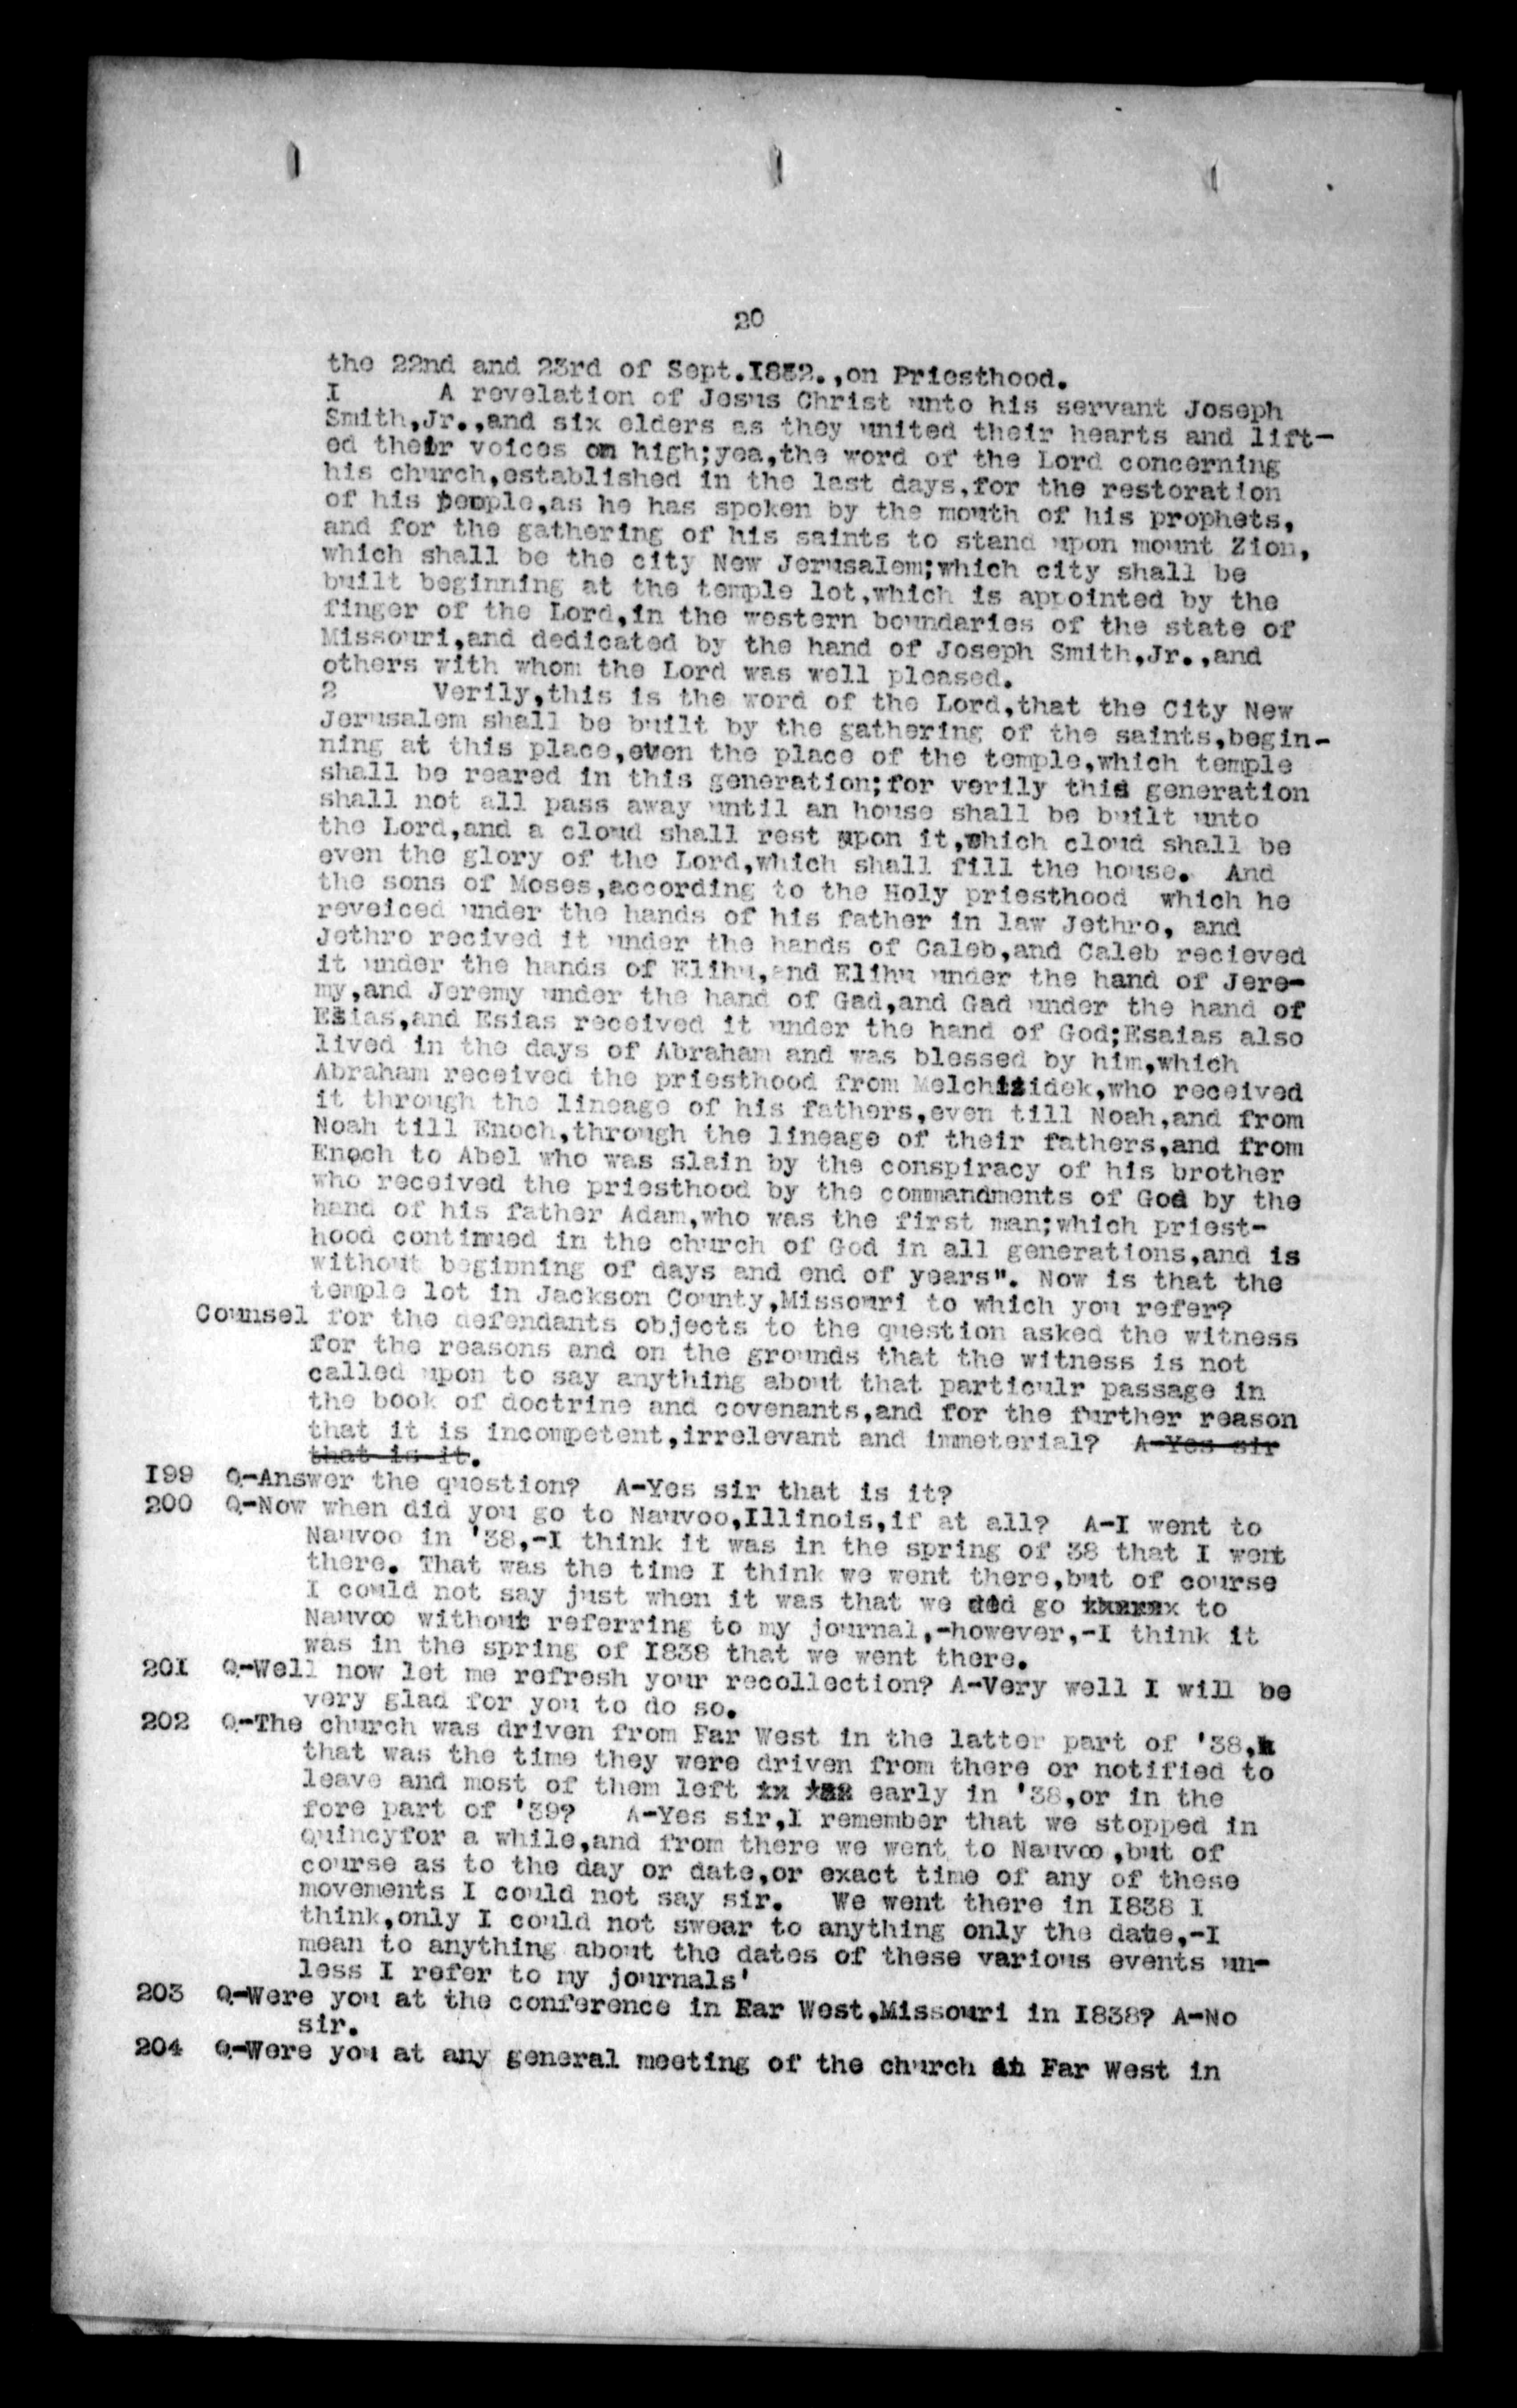 20
the 22nd and 23rd of Sept.I832.,on Priesthood.
I A revelation of Jesus Christ unto his servant Joseph
Smith,Jr.,and six elders as they united their hearts and lift-
ed their voices on high;yea,the word of the Lord concerning
his church,established in the last days,for the restoration
of his people,as he has spoken by the mouth of his prophets,
and for the gathering of his saints to stand upon mount Zion,
which shall be the city New Jerusalem;which city shall be
built beginning at the temple lot,which is appointed by the
finger of the Lord,in the western boundaries of the state of
Missouri,and dedicated by the hand of Joseph Smith,Jr.,and
others with whom the Lord was well pleased.
2 Verily,this is the word of the Lord,that the City New
Jerusalem shall be built by the gathering of the saints,begin-
ning at this place,even the place of the temple,which temple
shall be reared in this generation;for verily this generation
shall not all pass away until an house shall be built unto
the Lord,and a cloud shall rest upon it,which cloud shall be
even the glory of the Lord,which shall fill the house. And
the sons of Moses,according to the Holy priesthood which he
reveiced under the hands of his father in law Jethro, and
Jethro recived it under the hands of Caleb,and Caleb recieved
it under the hands of Elihu,and Elihu under the hand of Jere-
my,and Jeremy under the hand of Gad,and Gad under the hand of
Esias,and Esias received it under the hand of God;Esaias also
lived in the days of Abraham and was blessed by him,which
Abraham received the priesthood from Melchizidek,who received
it through the lineage of his fathers,even till Noah,and from
Noah till Enoch,through the lineage of their fathers,and from
Enoch to Abel who was slain by the conspiracy of his brother
who received the priesthood by the commandments of God by the
hand of his father Adam,who was the first man;which priest-
hood continued in the church of God in all generations,and is
without beginning of days and end of years". Now is that the
temple lot in Jackson County,Missouri to which you refer?
Counsel for the defendants objects to the question asked the witness
for the reasons and on the grounds that the witness is not
called upon to say anything about that particulr passage in
the book of doctrine and covenants,and for the further reason
that it is incompetent,irrelevant and immeterial? A-Yes sir
that is it.
I99 Q-Answer the question? A-Yes sir that is it?
200 Q-Now when did you go to Nauvoo,Illinois,if at all? A-I went to
Nauvoo in '38,-I think it was in the spring of 38 that I went
there. That was the time I think we went there,but of course
I could not say just when it was that we did go to
Nauvoo without referring to my journal,-however,-I think it
was in the spring of I838 that we went there.
20I Q-Well now let me refresh your recollection? A-Very well I will be
very glad for you to do so.
202 Q-The church was driven from Far West in the latter part of '38,
that was the time they were driven from there or notified to
leave and most of them left early in '38,or in the
fore part of '39? A-Yes sir,I remember that we stopped in
Quincyfor a while,and from there we went to Nauvoo,but of
course as to the day or date,or exact time of any of these
movements I could not say sir. We went there in I838 I
think,only I could not swear to anything only the date,-I
mean to anything about the dates of these various events un-
less I refer to my journals'
203 Q-Were you at the conference in Far West,Missouri in I838? A-No
sir.
204 Q-Were you at any general meeting of the church in Far West in